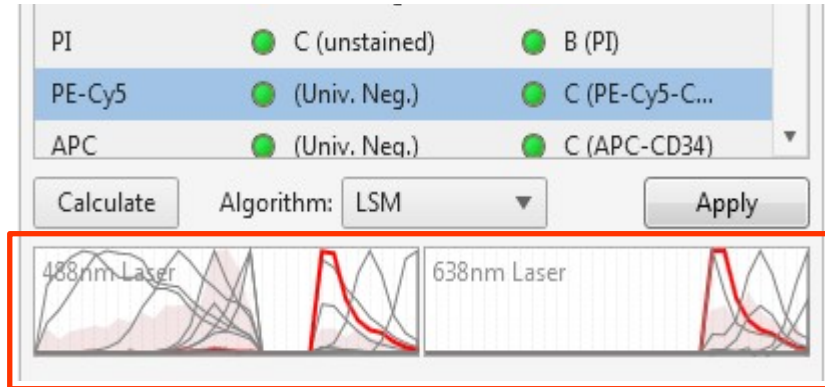 PI C (unstained) B (PI)
PE-Cy5 (Univ. Neg.) C (PE-Cy5-C...
APC (Univ. Neg.) C (APC-CD34)
Calculate Algorithm: LSM Apply
488nm Laser 638nm Laser